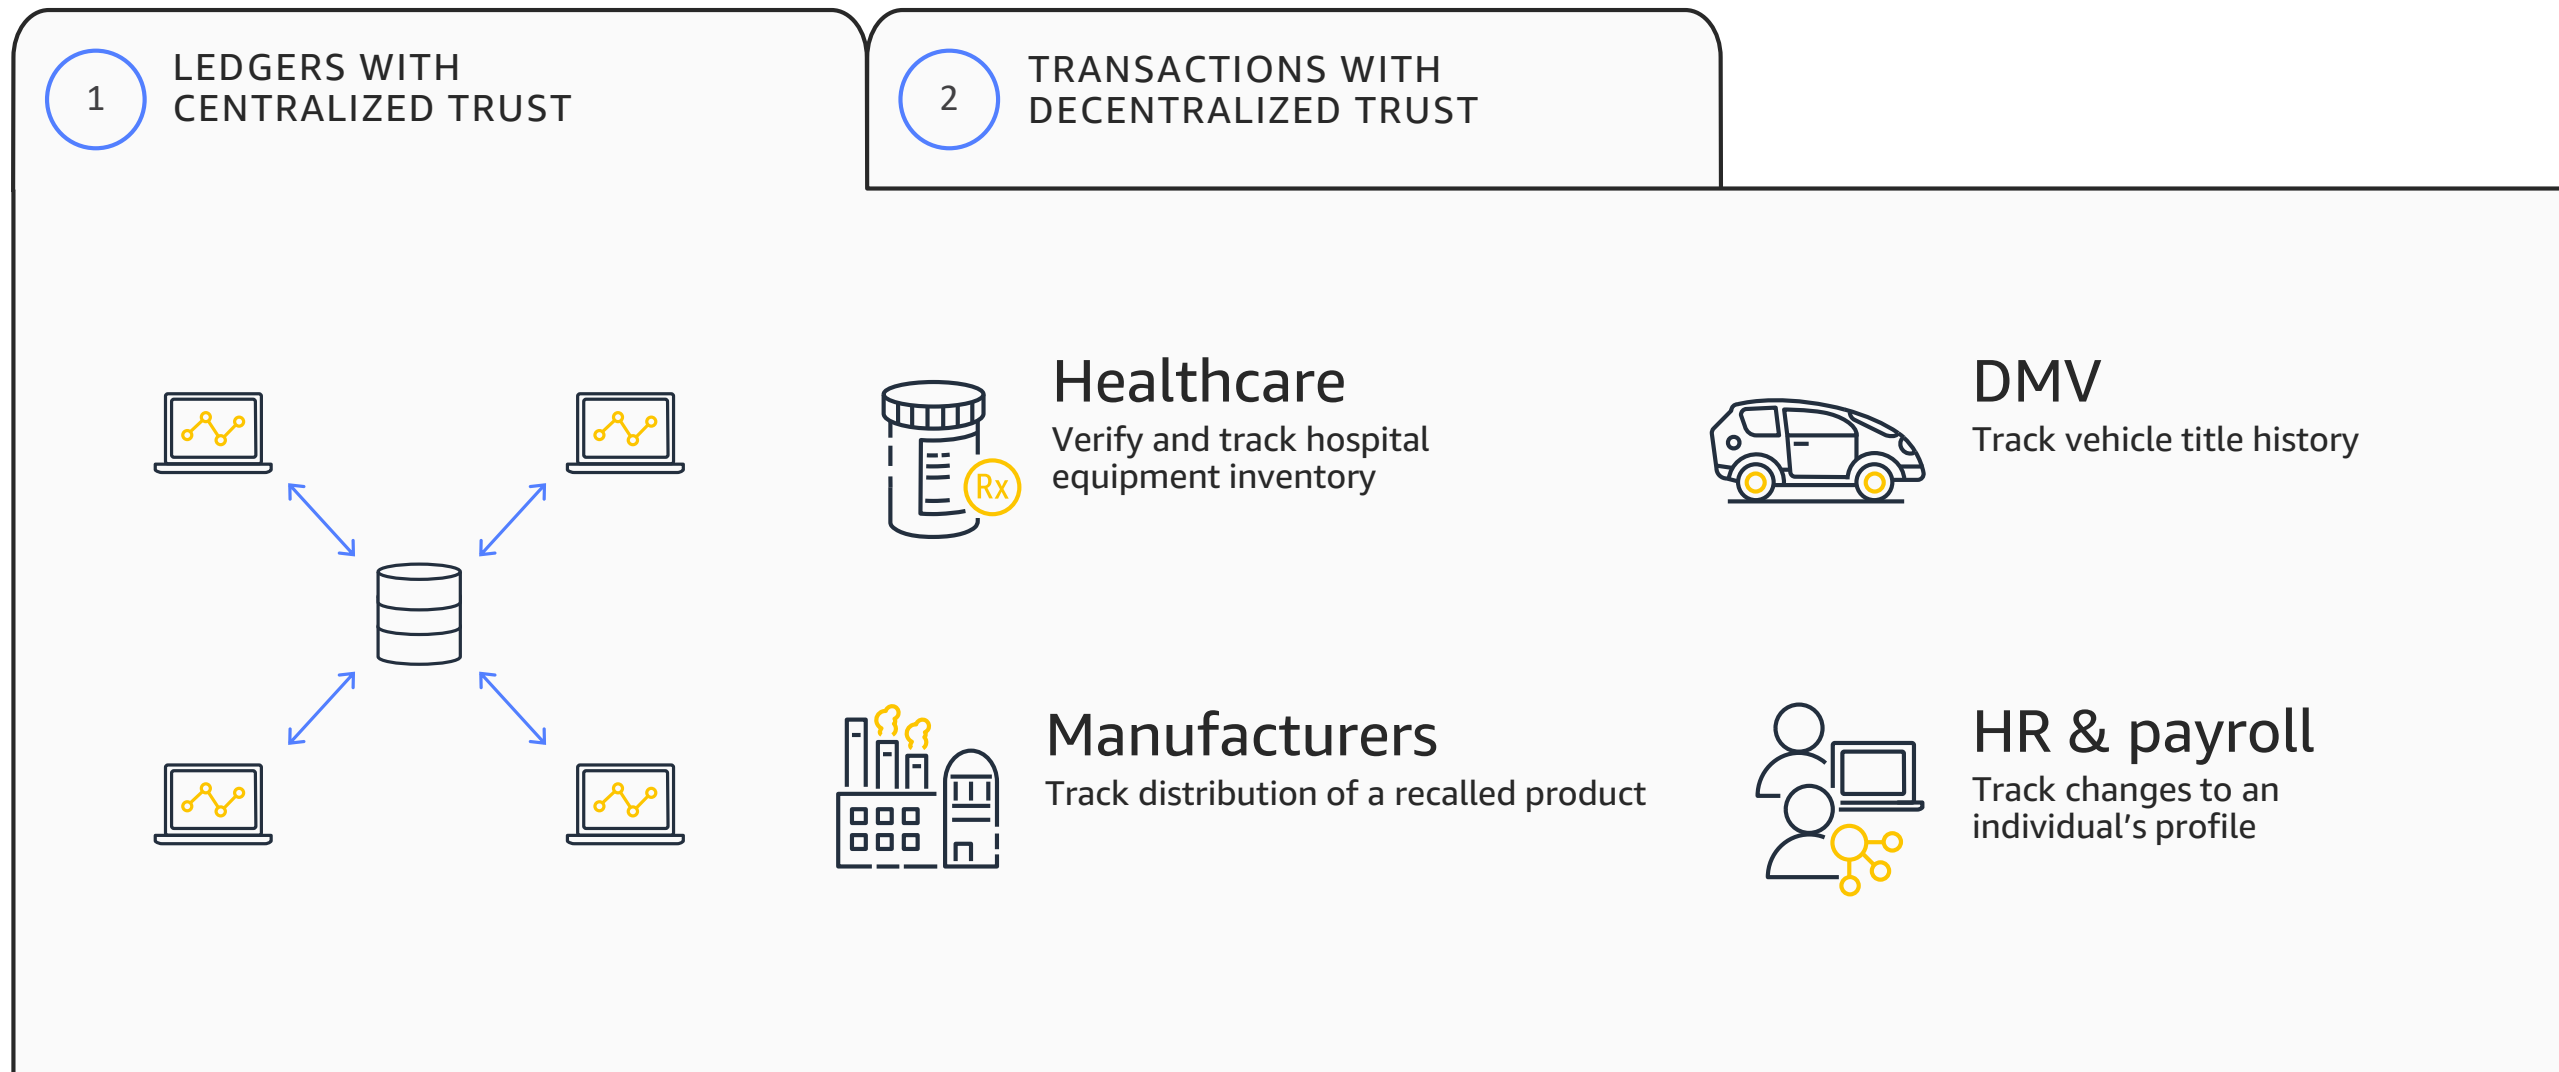 1
LEDGERS WITH
CENTRALIZED TRUST
2
TRANSACTIONS WITH
DECENTRALIZED TRUST
Healthcare
Verify and track hospital
equipment inventory
Rx
DMV
Track vehicle title history
Manufacturers
Track distribution of a recalled product
HR & payroll
Track changes to an
individual’s profile